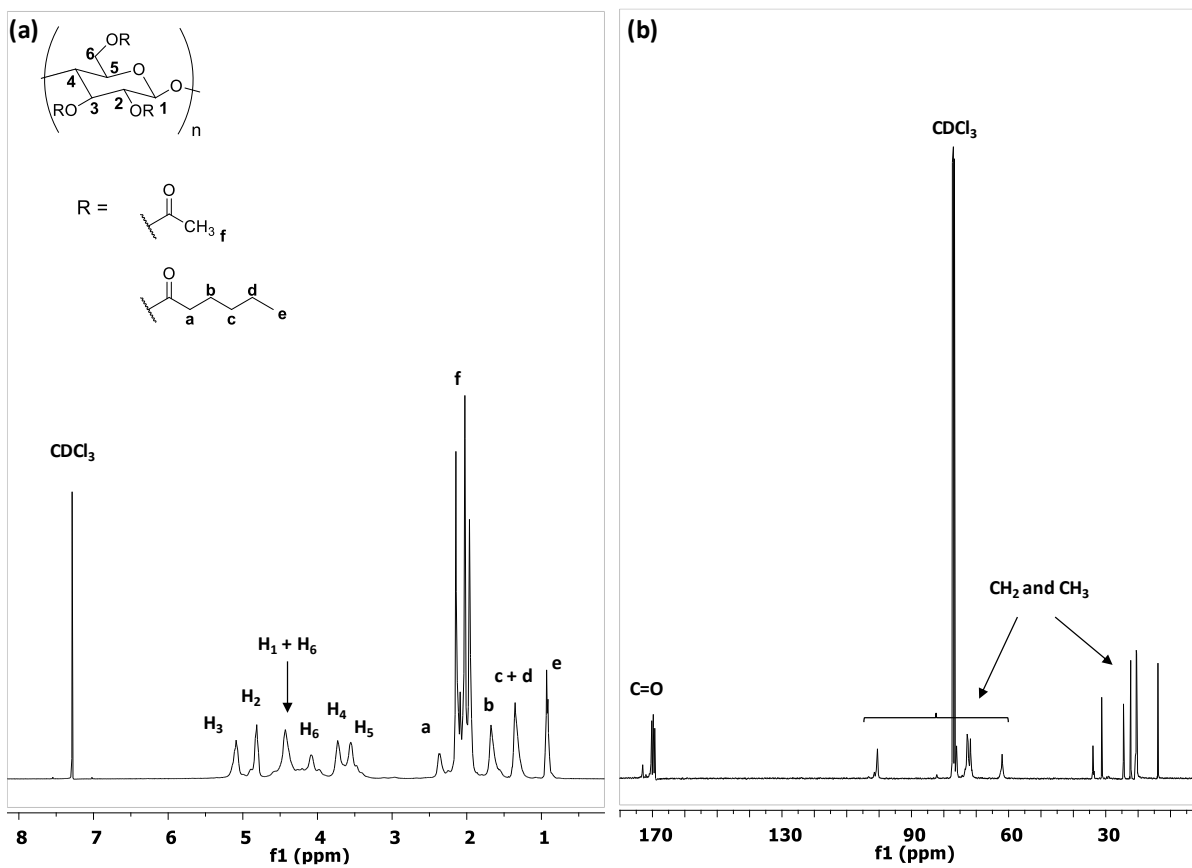 (a)
OR
6
5
O
4
O
RO
3
2
OR
1
n
R =
O
CH₃ f
O
b
d
a
c
e
CDCl₃
f
H₁ + H₆
H₃
H₂
H₆
H₄
H₅
a
b
c + d
e
8 7 6 5 4 3 2 1
f1 (ppm)
(b)
CDCl₃
CH₂ and CH₃
C=O
170 130 90 60 30
f1 (ppm)